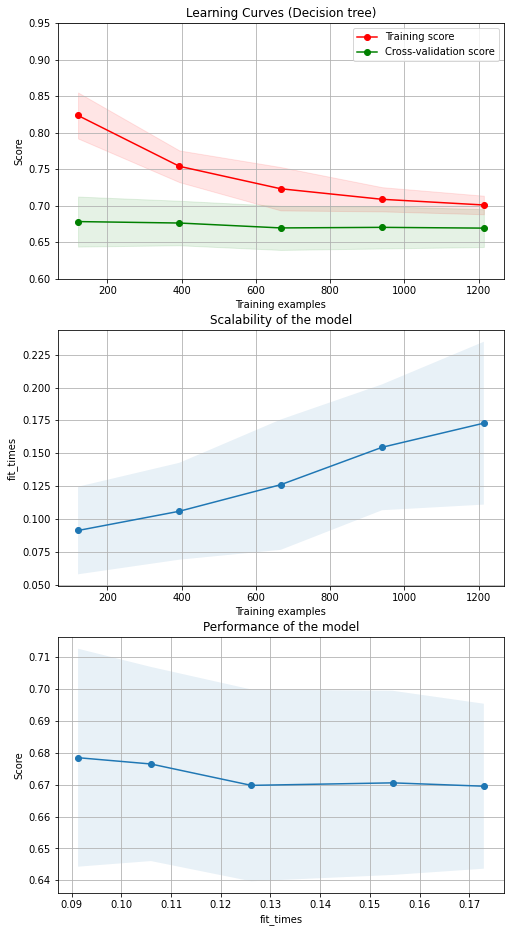 Learning Curves (Decision tree)
0.95
0.90
0.85
0.80
0.75
0.70
0.65
0.60
Score
Training score
Cross-validation score
200 400 600 800 1000 1200
Training examples
Scalability of the model
0.225
0.200
0.175
0.150
0.125
0.100
0.075
0.050
fit_times
200 400 600 800 1000 1200
Training examples
Performance of the model
0.71
0.70
0.69
0.68
0.67
0.66
0.65
0.64
Score
0.09 0.10 0.11 0.12 0.13 0.14 0.15 0.16 0.17
fit_times